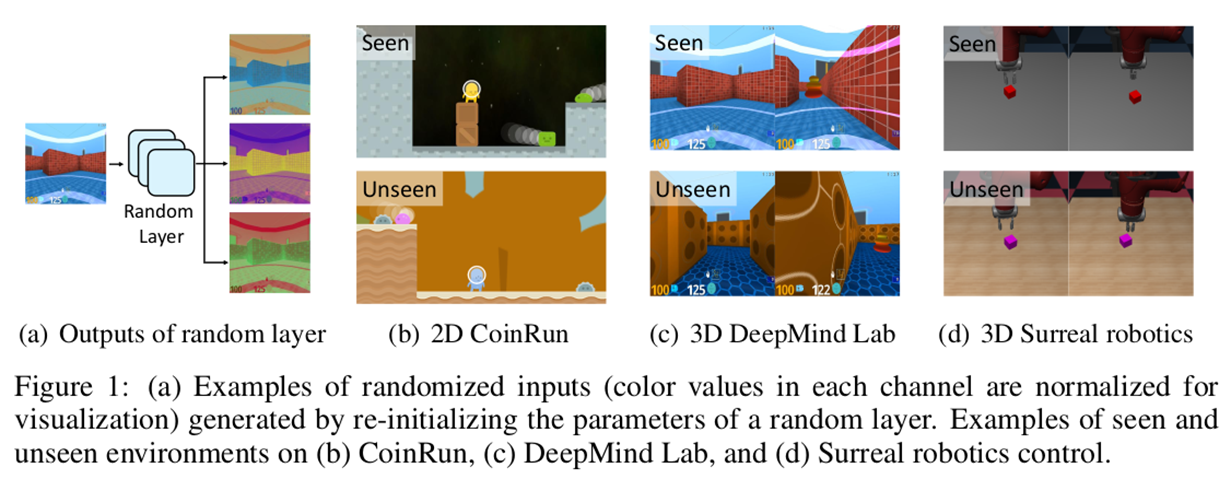 Random
Layer
100 125
125
125
Seen
Unseen
Seen
100 125 100 125
Unseen
100 125 100 122
Seen
Unseen
(a) Outputs of random layer
(b) 2D CoinRun
(c) 3D DeepMind Lab
(d) 3D Surreal robotics
Figure 1: (a) Examples of randomized inputs (color values in each channel are normalized for
visualization) generated by re-initializing the parameters of a random layer. Examples of seen and
unseen environments on (b) CoinRun, (c) DeepMind Lab, and (d) Surreal robotics control.